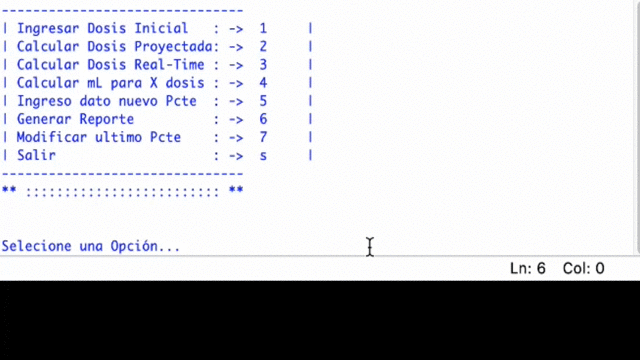 -------------------------------
| Ingresar Dosis Inicial   : ->  1     |
| Calcular Dosis Proyectada: ->  2     |
| Calcular Dosis Real-Time : ->  3     |
| Calcular mL para X dosis : ->  4     |
| Ingreso dato nuevo Pcte  : ->  5     |
| Generar Reporte          : ->  6     |
| Modificar ultimo Pcte    : ->  7     |
| Salir                    : ->  s     |
-------------------------------
** ::::::::::::::::::::::::: **
Selecione una Opción...
Ln: 6 Col: 0